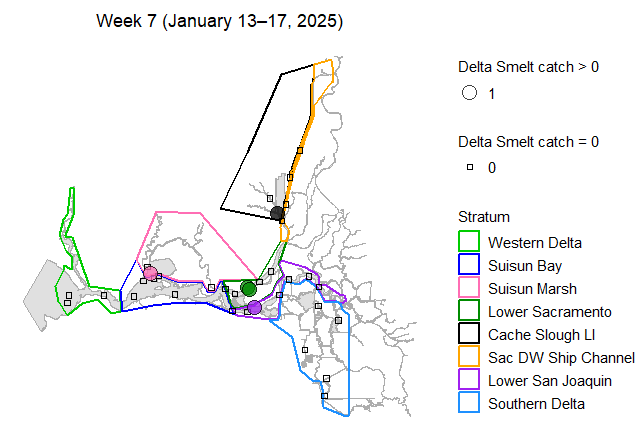 Week 7 (January 13–17, 2025)
Delta Smelt catch > 0
1
Delta Smelt catch = 0
0
Stratum
Western Delta
Suisun Bay
Suisun Marsh
Lower Sacramento
Cache Slough LI
Sac DW Ship Channel
Lower San Joaquin
Southern Delta